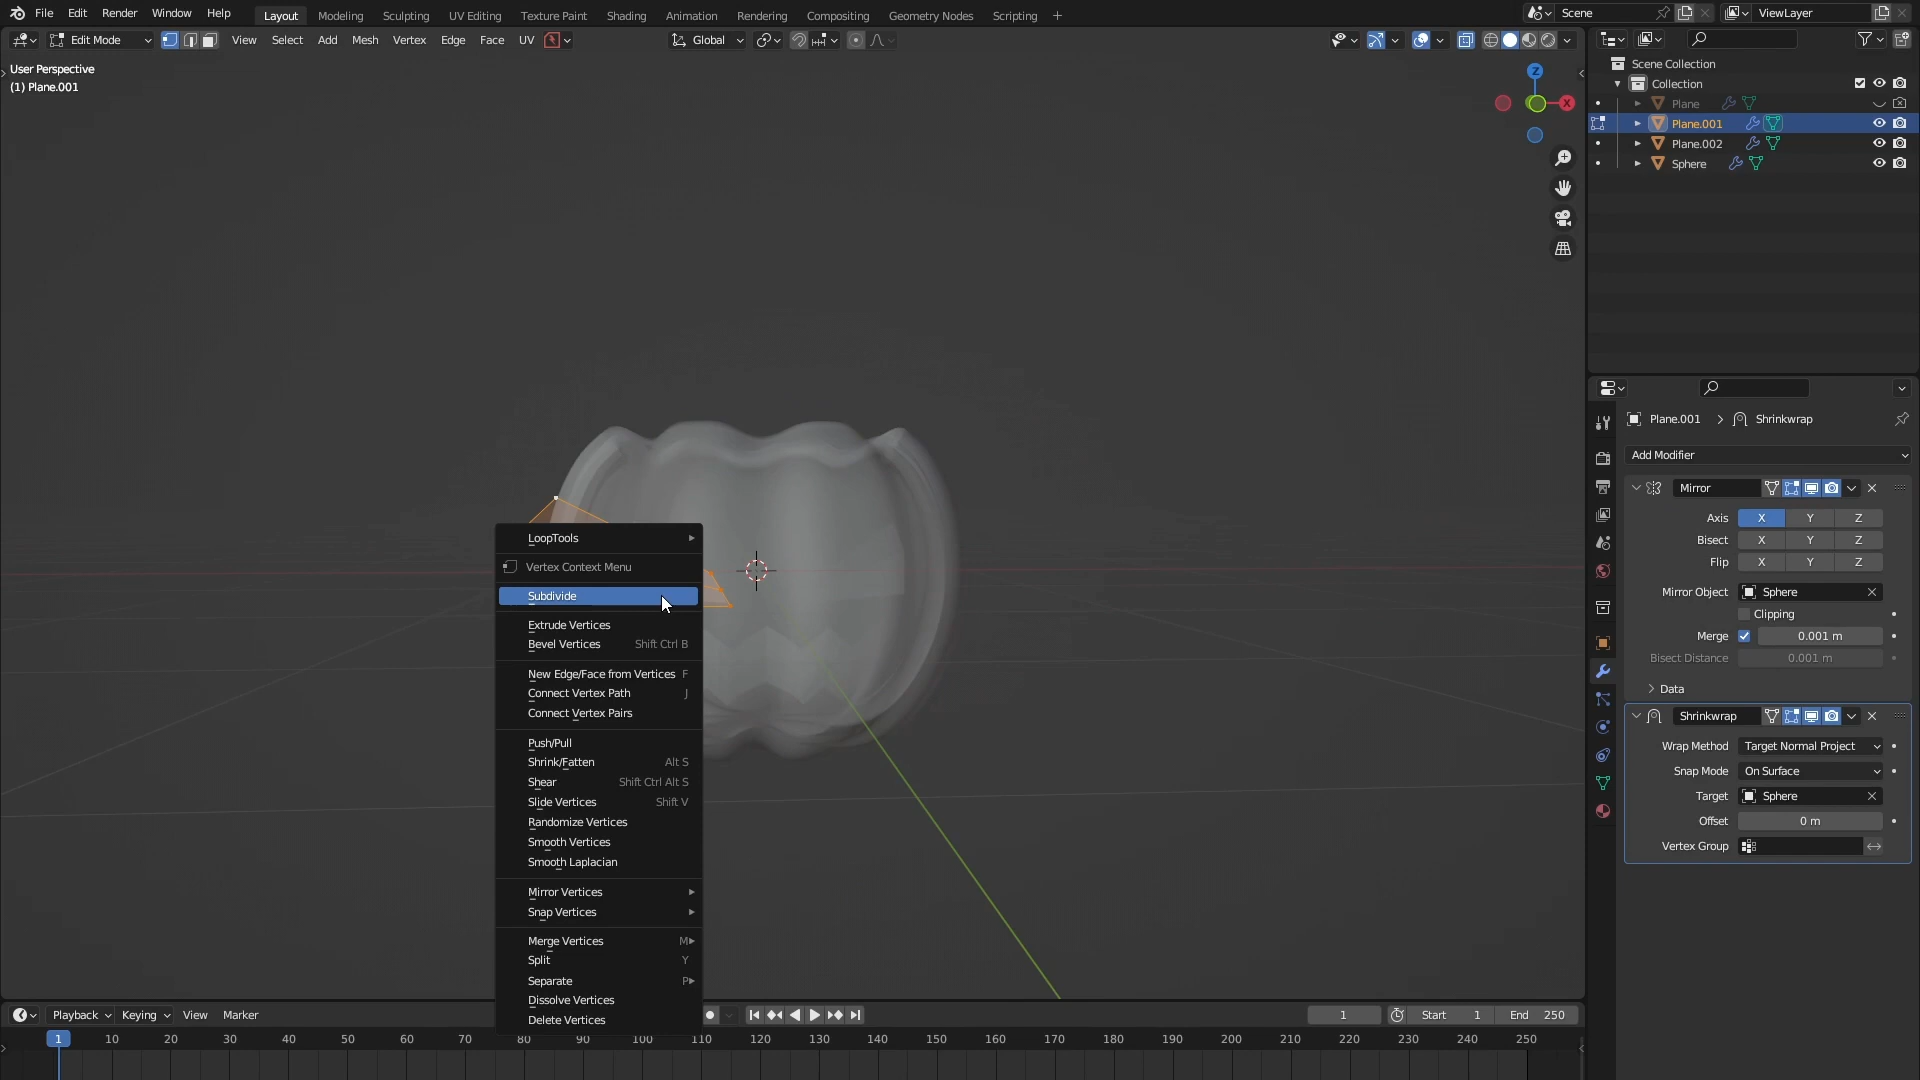 File Edit Render Window Help Layout Modeling Sculpting UV Editing Texture Paint Shading Animation Rendering Compositing Geometry Nodes Scripting + Scene ViewLayer
Edit Mode View Select Add Mesh Vertex Edge Face UV Global
User Perspective
(1) Plane.001
Z
X
Scene Collection
Collection
Plane
Plane.001
Plane.002
Sphere
LoopTools
Vertex Context Menu
Subdivide
Extrude Vertices
Bevel Vertices Shift Ctrl B
New Edge/Face from Vertices F
Connect Vertex Path J
Connect Vertex Pairs
Push/Pull
Shrink/Fatten Alt S
Shear Shift Ctrl Alt S
Slide Vertices Shift V
Randomize Vertices
Smooth Vertices
Smooth Laplacian
Mirror Vertices
Snap Vertices
Merge Vertices M
Split Y
Separate P
Dissolve Vertices
Delete Vertices
Plane.001 Shrinkwrap
Add Modifier
Mirror
Axis X Y Z
Bisect X Y Z
Flip X Y Z
Mirror Object Sphere
Clipping
Merge 0.001 m
Bisect Distance 0.001 m
Data
Shrinkwrap
Wrap Method Target Normal Project
Snap Mode On Surface
Target Sphere
Offset 0 m
Vertex Group
Playback Keying View Marker 1 Start 1 End 250
1 10 20 30 40 50 60 70 80 90 100 110 120 130 140 150 160 170 180 190 200 210 220 230 240 250